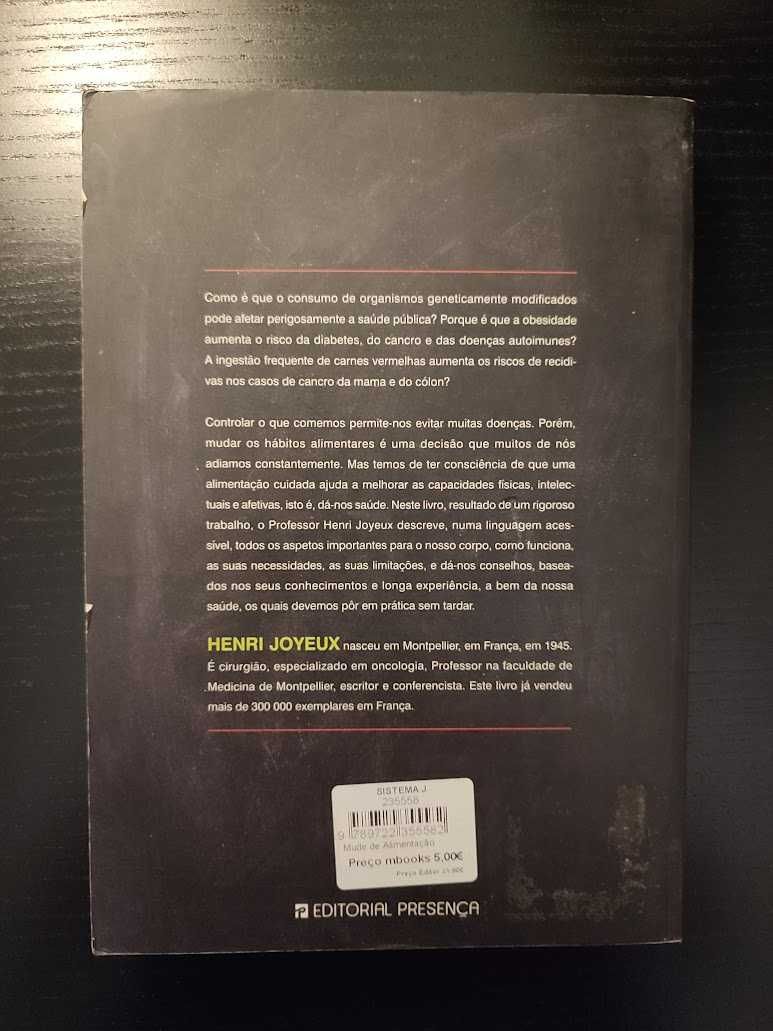 Como é que o consumo de organismos geneticamente modificados
pode afetar perigosamente a saúde pública? Porque é que a obesidade
aumenta o risco da diabetes, do cancro e das doenças autoimunes?
A ingestão frequente de carnes vermelhas aumenta os riscos de recidi-
vas nos casos de cancro da mama e do cólon?
Controlar o que comemos permite-nos evitar muitas doenças. Porém,
mudar os hábitos alimentares é uma decisão que muitos de nós
adiamos constantemente. Mas temos de ter consciência de que uma
alimentação cuidada ajuda a melhorar as capacidades físicas, intelec-
tuais e afetivas, isto é, dá-nos saúde. Neste livro, resultado de um rigoroso
trabalho, o Professor Henri Joyeux descreve, numa linguagem aces-
sível, todos os aspetos importantes para o nosso corpo, como funciona,
as suas necessidades, as suas limitações, e dá-nos conselhos, basea-
dos nos seus conhecimentos e longa experiência, a bem da nossa
saúde, os quais devemos pôr em prática sem tardar.
HENRI JOYEUX nasceu em Montpellier, em França, em 1945.
É cirurgião, especializado em oncologia, Professor na faculdade de
Medicina de Montpellier, escritor e conferencista. Este livro já vendeu
mais de 300 000 exemplares em França.
SISTEMA J
235558
9 789722 355582
Mude de Alimentação
Preço mbooks 5,00€
Preço Editor
EDITORIAL PRESENÇA